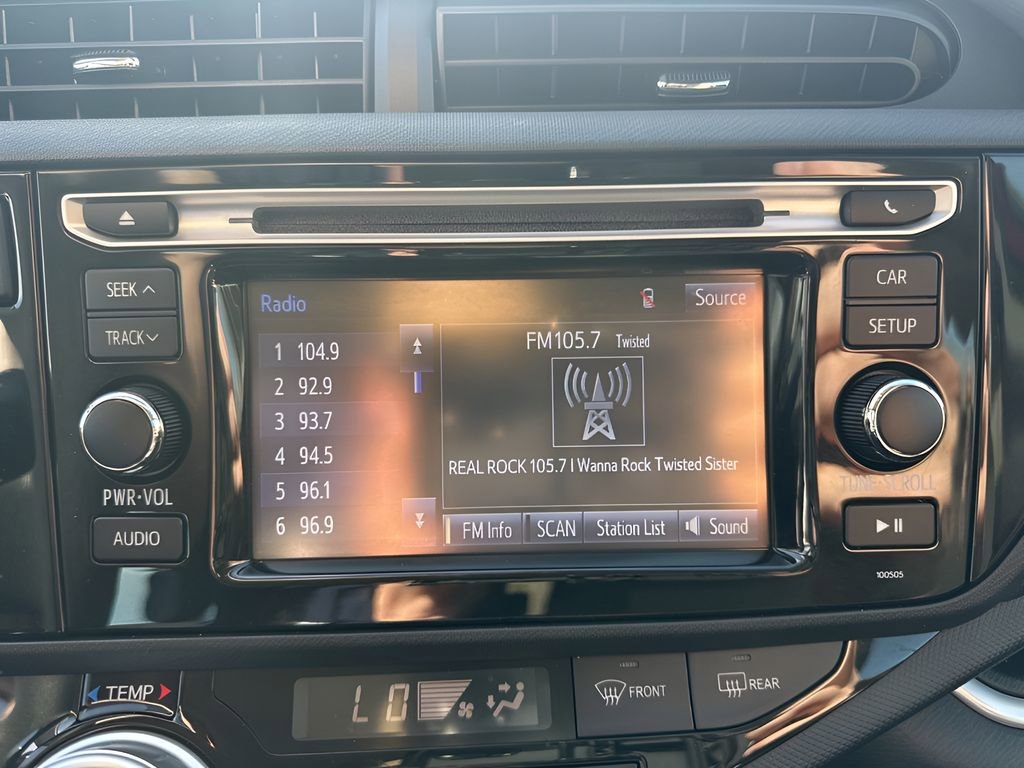 SEEK
TRACK
PWR•VOL
AUDIO
Radio
Source
1 104.9
2 92.9
3 93.7
4 94.5
5 96.1
6 96.9
FM105.7 Twisted
REAL ROCK 105.7 I Wanna Rock Twisted Sister
FM Info
SCAN
Station List
Sound
CAR
SETUP
TUNE•SCROLL
100505
TEMP
LO
FRONT
REAR